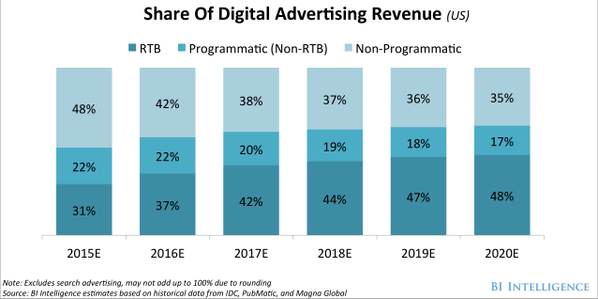 Share Of Digital Advertising Revenue (US)
RTB Programmatic (Non-RTB) Non-Programmatic
48% 42% 38% 37% 36% 35%
22% 22% 20% 19% 18% 17%
31% 37% 42% 44% 47% 48%
2015E 2016E 2017E 2018E 2019E 2020E
Note: Excludes search advertising, may not add up to 100% due to rounding
Source: BI Intelligence estimates based on historical data from IDC, PubMatic, and Magna Global
BI INTELLIGENCE